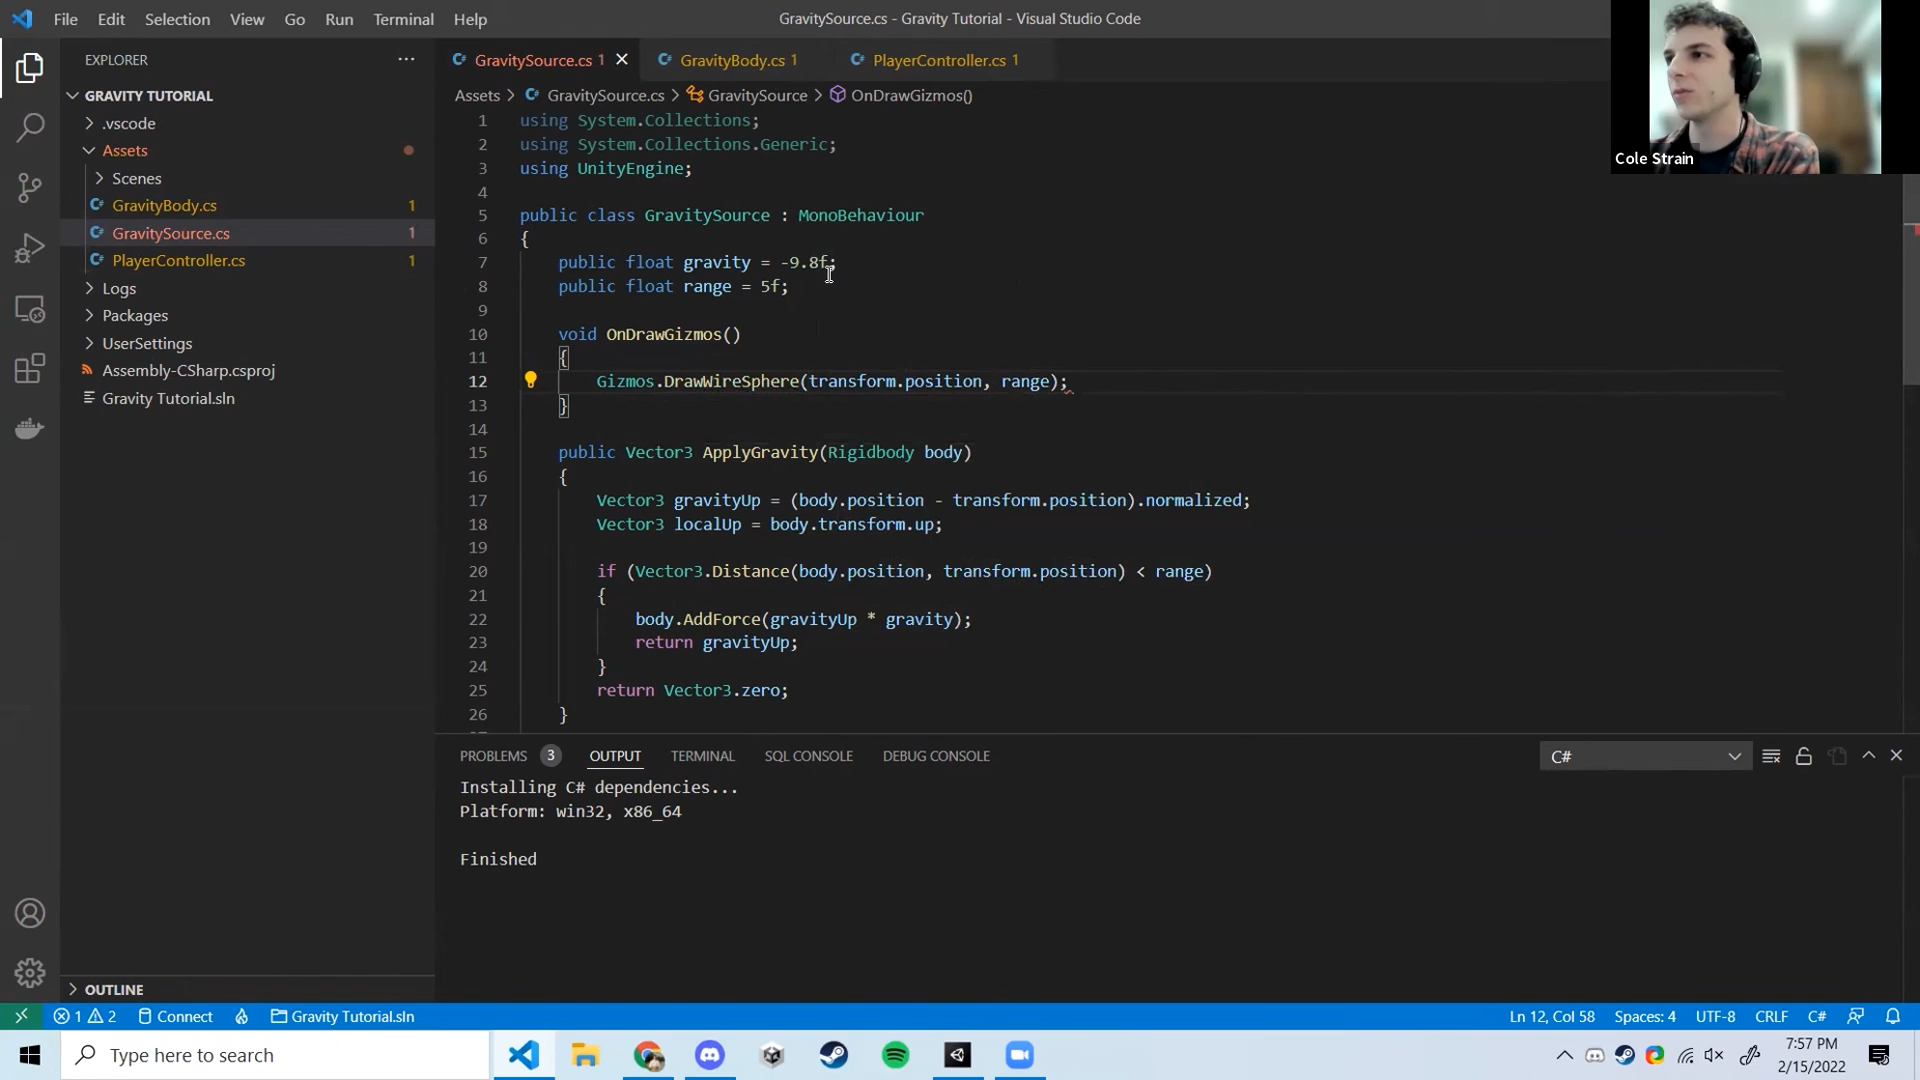 File Edit Selection View Go Run Terminal Help
GravitySource.cs - Gravity Tutorial - Visual Studio Code
Cole Strain
EXPLORER
GRAVITY TUTORIAL
.vscode
Assets
Scenes
GravityBody.cs 1
GravitySource.cs 1
PlayerController.cs 1
Logs
Packages
UserSettings
Assembly-CSharp.csproj
Gravity Tutorial.sln
OUTLINE
GravitySource.cs 1 GravityBody.cs 1 PlayerController.cs 1
Assets > GravitySource.cs > GravitySource > OnDrawGizmos()
1 using System.Collections;
2 using System.Collections.Generic;
3 using UnityEngine;
4
5 public class GravitySource : MonoBehaviour
6 {
7 public float gravity = -9.8f;
8 public float range = 5f;
9
10 void OnDrawGizmos()
11 {
12 Gizmos.DrawWireSphere(transform.position, range);
13 }
14
15 public Vector3 ApplyGravity(Rigidbody body)
16 {
17 Vector3 gravityUp = (body.position - transform.position).normalized;
18 Vector3 localUp = body.transform.up;
19
20 if (Vector3.Distance(body.position, transform.position) < range)
21 {
22 body.AddForce(gravityUp * gravity);
23 return gravityUp;
24 }
25 return Vector3.zero;
26 }
PROBLEMS 3 OUTPUT TERMINAL SQL CONSOLE DEBUG CONSOLE C#
Installing C# dependencies...
Platform: win32, x86_64
Finished
1 2 Connect Gravity Tutorial.sln Ln 12, Col 58 Spaces: 4 UTF-8 CRLF C#
Type here to search
7:57 PM
2/15/2022